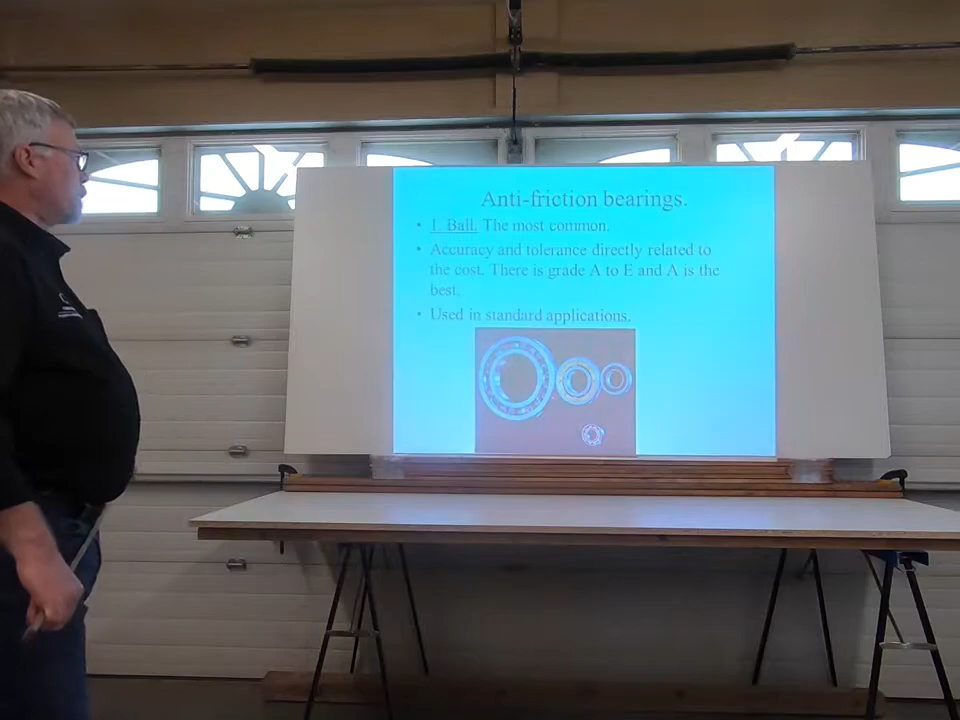 Anti-friction bearings.
• 1. Ball. The most common.
• Accuracy and tolerance directly related to
the cost. There is grade A to E and A is the
best.
• Used in standard applications.